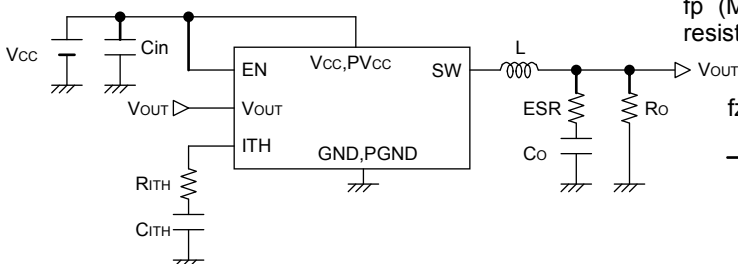 fp (M
resist
VCC
Cin
EN
VCC,PVCC
SW
L
VOUT
VOUT
VOUT
ITH
GND,PGND
ESR
RO
CO
fz
RITH
CITH